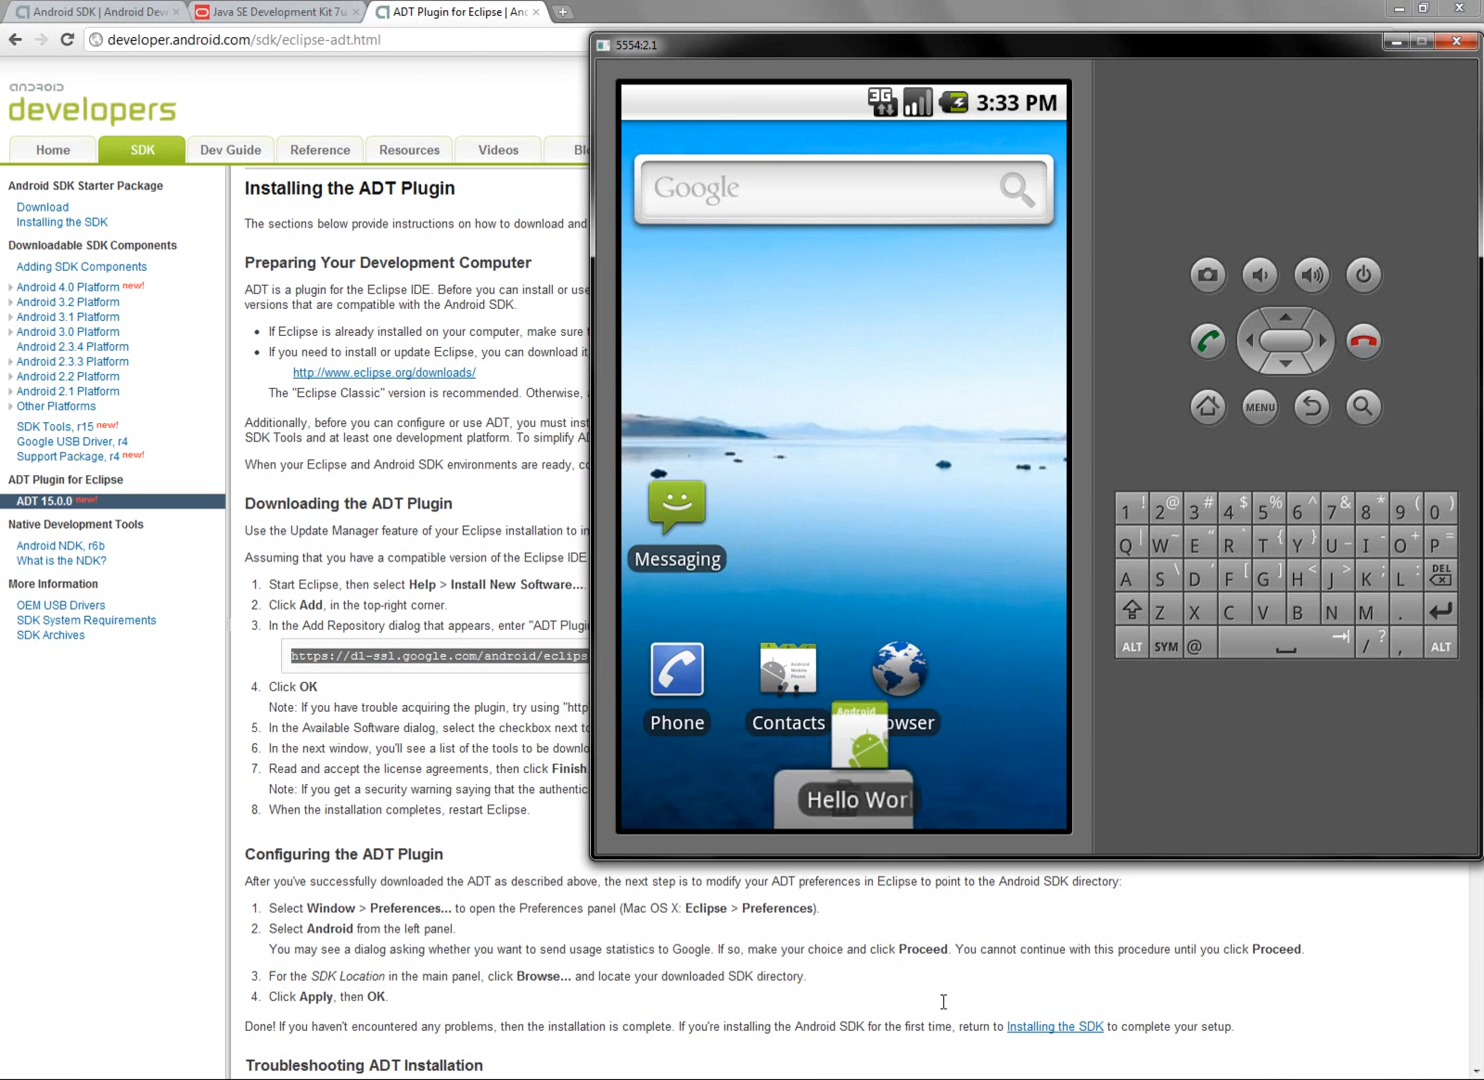 Android SDK | Android Deve
Java SE Development Kit 7u
ADT Plugin for Eclipse | An
developer.android.com/sdk/eclipse-adt.html
ANDROID
developers
Home
SDK
Dev Guide
Reference
Resources
Videos
Blo
Android SDK Starter Package
Download
Installing the SDK
Downloadable SDK Components
Adding SDK Components
Android 4.0 Platform new!
Android 3.2 Platform
Android 3.1 Platform
Android 3.0 Platform
Android 2.3.4 Platform
Android 2.3.3 Platform
Android 2.2 Platform
Android 2.1 Platform
Other Platforms
SDK Tools, r15 new!
Google USB Driver, r4
Support Package, r4 new!
ADT Plugin for Eclipse
ADT 15.0.0 new!
Native Development Tools
Android NDK, r6b
What is the NDK?
More Information
OEM USB Drivers
SDK System Requirements
SDK Archives
Installing the ADT Plugin
The sections below provide instructions on how to download and
Preparing Your Development Computer
ADT is a plugin for the Eclipse IDE. Before you can install or use
versions that are compatible with the Android SDK.
• If Eclipse is already installed on your computer, make sure
• If you need to install or update Eclipse, you can download it
http://www.eclipse.org/downloads/
The "Eclipse Classic" version is recommended. Otherwise,
Additionally, before you can configure or use ADT, you must inst
SDK Tools and at least one development platform. To simplify AD
When your Eclipse and Android SDK environments are ready, co
Downloading the ADT Plugin
Use the Update Manager feature of your Eclipse installation to in
Assuming that you have a compatible version of the Eclipse IDE
1. Start Eclipse, then select Help > Install New Software....
2. Click Add, in the top-right corner.
3. In the Add Repository dialog that appears, enter "ADT Plugin
https://dl-ssl.google.com/android/eclips
4. Click OK
Note: If you have trouble acquiring the plugin, try using "http
5. In the Available Software dialog, select the checkbox next to
6. In the next window, you'll see a list of the tools to be downlo
7. Read and accept the license agreements, then click Finish.
Note: If you get a security warning saying that the authentic
8. When the installation completes, restart Eclipse.
Configuring the ADT Plugin
After you've successfully downloaded the ADT as described above, the next step is to modify your ADT preferences in Eclipse to point to the Android SDK directory:
1. Select Window > Preferences... to open the Preferences panel (Mac OS X: Eclipse > Preferences).
2. Select Android from the left panel.
You may see a dialog asking whether you want to send usage statistics to Google. If so, make your choice and click Proceed. You cannot continue with this procedure until you click Proceed.
3. For the SDK Location in the main panel, click Browse... and locate your downloaded SDK directory.
4. Click Apply, then OK.
Done! If you haven't encountered any problems, then the installation is complete. If you're installing the Android SDK for the first time, return to Installing the SDK to complete your setup.
Troubleshooting ADT Installation
5554:2.1
3G
3:33 PM
Google
Messaging
Phone
Contacts
owser
Android
Hello Worl
MENU
1 ! 2 @ 3 # 4 $ 5 % 6 ^ 7 & 8 * 9 ( 0 )
Q | W ~ E " R ` T { Y } U _ I - O + P =
A S \ D ' F [ G ] H < J > K ; L : DEL
Z X C V B N M .
ALT SYM @ / ? , ALT